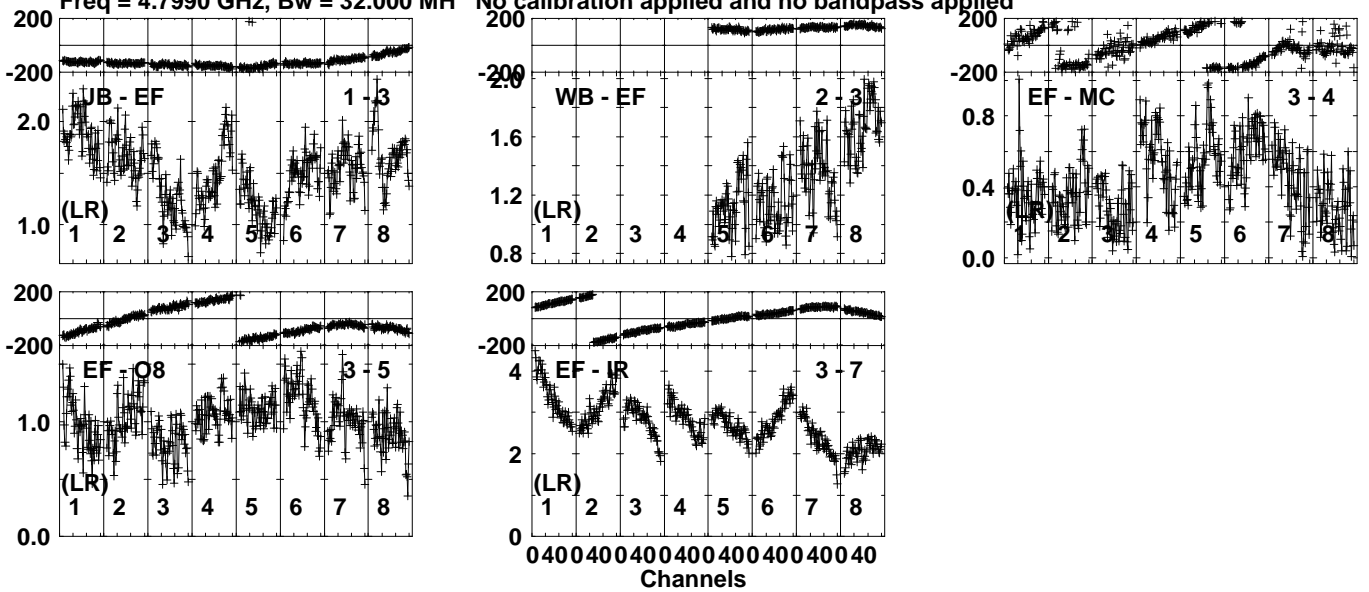 Freq = 4.7990 GHz, Bw = 32.000 MH No calibration applied and no bandpass applied
200
-200
JB - EF 1 - 3
2.0
1.0
(LR)
1 2 3 4 5 6 7 8
200
-200
2.0
WB - EF 2 - 3
1.6
1.2
0.8
(LR)
1 2 3 4 5 6 7 8
200
-200
EF - MC 3 - 4
0.8
0.4
0.0
(LR)
1 2 3 4 5 6 7 8
200
-200
EF - O8 3 - 5
1.0
0.0
(LR)
1 2 3 4 5 6 7 8
200
-200
EF - IR 3 - 7
4
2
0
(LR)
1 2 3 4 5 6 7 8
0 40 0 40 0 40 0 40 0 40 0 40 0 40 0 40
Channels